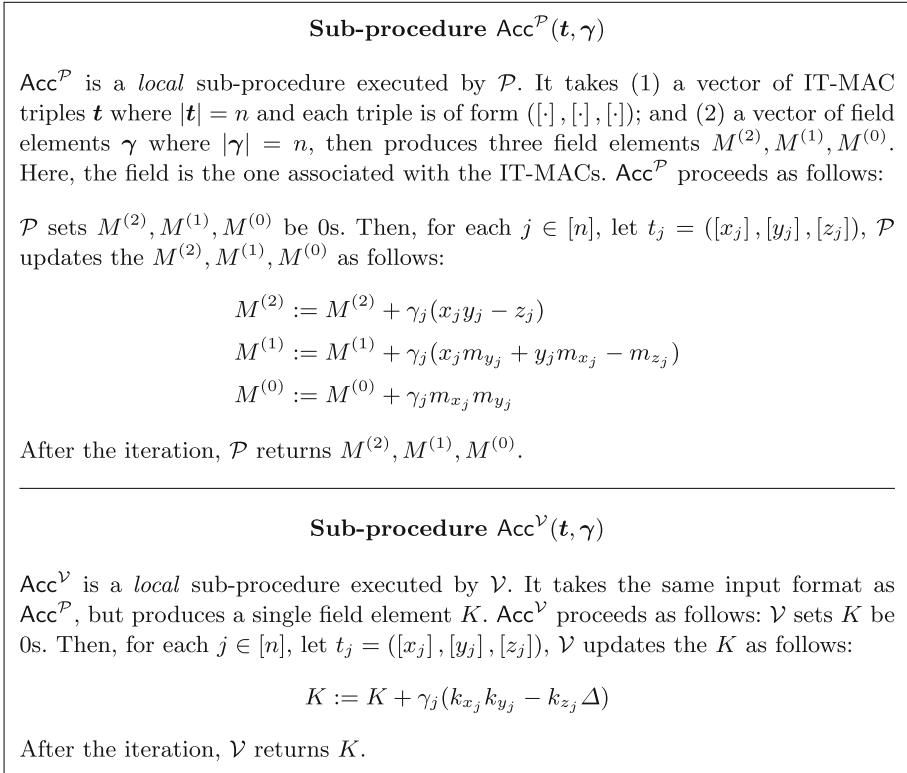 Sub-procedure Acc^𝒫(𝒕, 𝜸)
Acc^𝒫 is a local sub-procedure executed by 𝒫. It takes (1) a vector of IT-MAC
triples 𝒕 where |𝒕| = n and each triple is of form ([·] , [·] , [·]); and (2) a vector of field
elements 𝜸 where |𝜸| = n, then produces three field elements M^(2), M^(1), M^(0).
Here, the field is the one associated with the IT-MACs. Acc^𝒫 proceeds as follows:
𝒫 sets M^(2), M^(1), M^(0) be 0s. Then, for each j ∈ [n], let t_j = ([x_j] , [y_j] , [z_j]), 𝒫
updates the M^(2), M^(1), M^(0) as follows:
M^(2) := M^(2) + γ_j(x_j y_j − z_j)
M^(1) := M^(1) + γ_j(x_j m_{y_j} + y_j m_{x_j} − m_{z_j})
M^(0) := M^(0) + γ_j m_{x_j} m_{y_j}
After the iteration, 𝒫 returns M^(2), M^(1), M^(0).
Sub-procedure Acc^𝒱(𝒕, 𝜸)
Acc^𝒱 is a local sub-procedure executed by 𝒱. It takes the same input format as
Acc^𝒫, but produces a single field element K. Acc^𝒱 proceeds as follows: 𝒱 sets K be
0s. Then, for each j ∈ [n], let t_j = ([x_j] , [y_j] , [z_j]), 𝒱 updates the K as follows:
K := K + γ_j(k_{x_j} k_{y_j} − k_{z_j} Δ)
After the iteration, 𝒱 returns K.